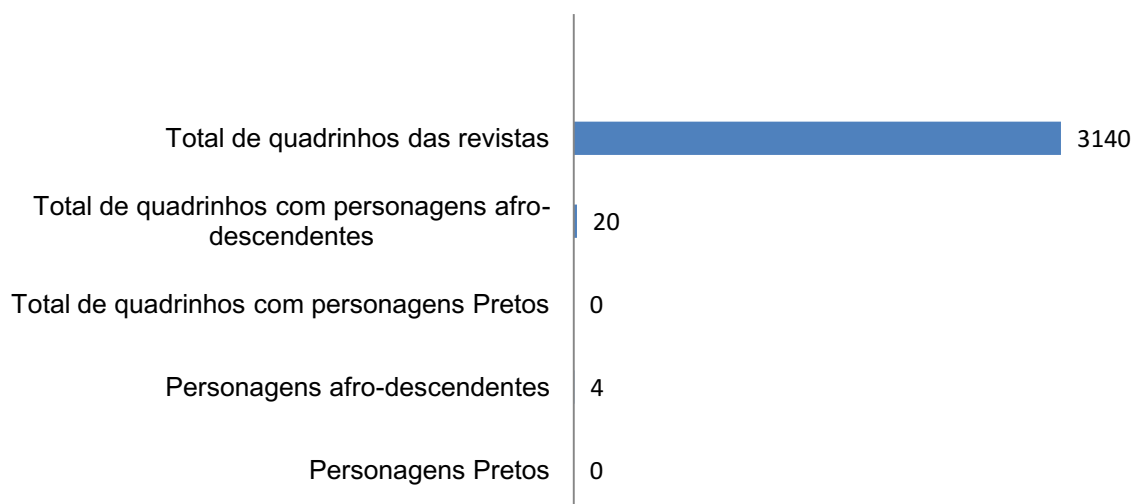 Total de quadrinhos das revistas
3140
Total de quadrinhos com personagens afro-
descendentes
20
Total de quadrinhos com personagens Pretos
0
Personagens afro-descendentes
4
Personagens Pretos
0